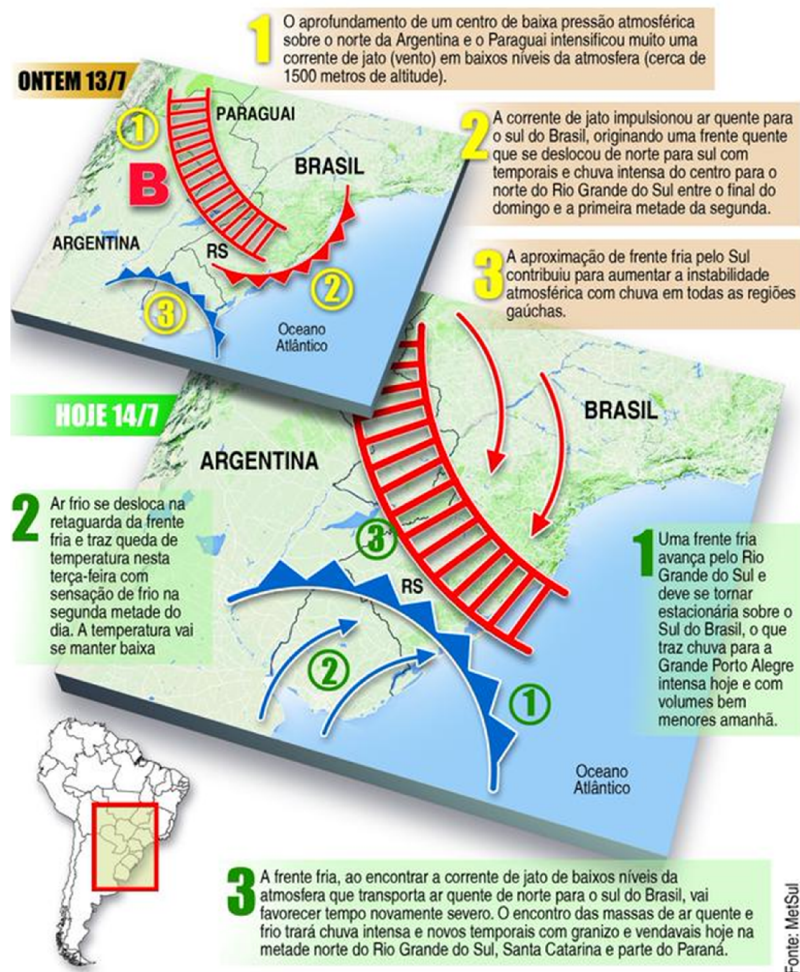 1 O aprofundamento de um centro de baixa pressão atmosférica
sobre o norte da Argentina e o Paraguai intensificou muito uma
corrente de jato (vento) em baixos níveis da atmosfera (cerca de
1500 metros de altitude).
ONTEM 13/7
2 A corrente de jato impulsionou ar quente para
o sul do Brasil, originando uma frente quente
que se deslocou de norte para sul com
temporais e chuva intensa do centro para o
norte do Rio Grande do Sul entre o final do
domingo e a primeira metade da segunda.
3 A aproximação de frente fria pelo Sul
contribuiu para aumentar a instabilidade
atmosférica com chuva em todas as regiões
gaúchas.
1
PARAGUAI
B
BRASIL
ARGENTINA
RS
2
3
Oceano
Atlântico
HOJE 14/7
BRASIL
ARGENTINA
3
RS
2
1
Oceano
Atlântico
2 Ar frio se desloca na
retaguarda da frente
fria e traz queda de
temperatura nesta
terça-feira com
sensação de frio na
segunda metade do
dia. A temperatura vai
se manter baixa
1 Uma frente fria
avança pelo Rio
Grande do Sul e
deve se tornar
estacionária sobre o
Sul do Brasil, o que
traz chuva para a
Grande Porto Alegre
intensa hoje e com
volumes bem
menores amanhã.
3 A frente fria, ao encontrar a corrente de jato de baixos níveis da
atmosfera que transporta ar quente de norte para o sul do Brasil, vai
favorecer tempo novamente severo. O encontro das massas de ar quente e
frio trará chuva intensa e novos temporais com granizo e vendavais hoje na
metade norte do Rio Grande do Sul, Santa Catarina e parte do Paraná.
Fonte: MetSul